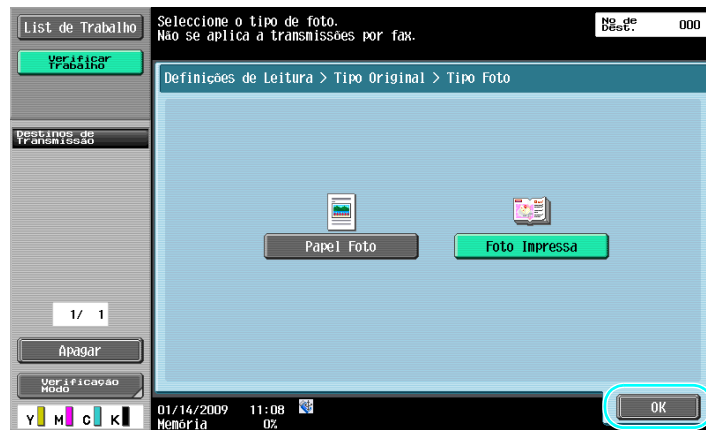 List de Trabalho
Verificar
Trabalho
Seleccione o tipo de foto.
Não se aplica a transmissões por fax.
Nº de
Dest.
000
Definições de Leitura > Tipo Original > Tipo Foto
Destinos de
Transmissão
Papel Foto
Foto Impressa
1/ 1
Apagar
Verificação
Modo
Y M C K
01/14/2009 11:08
Memória 0%
OK